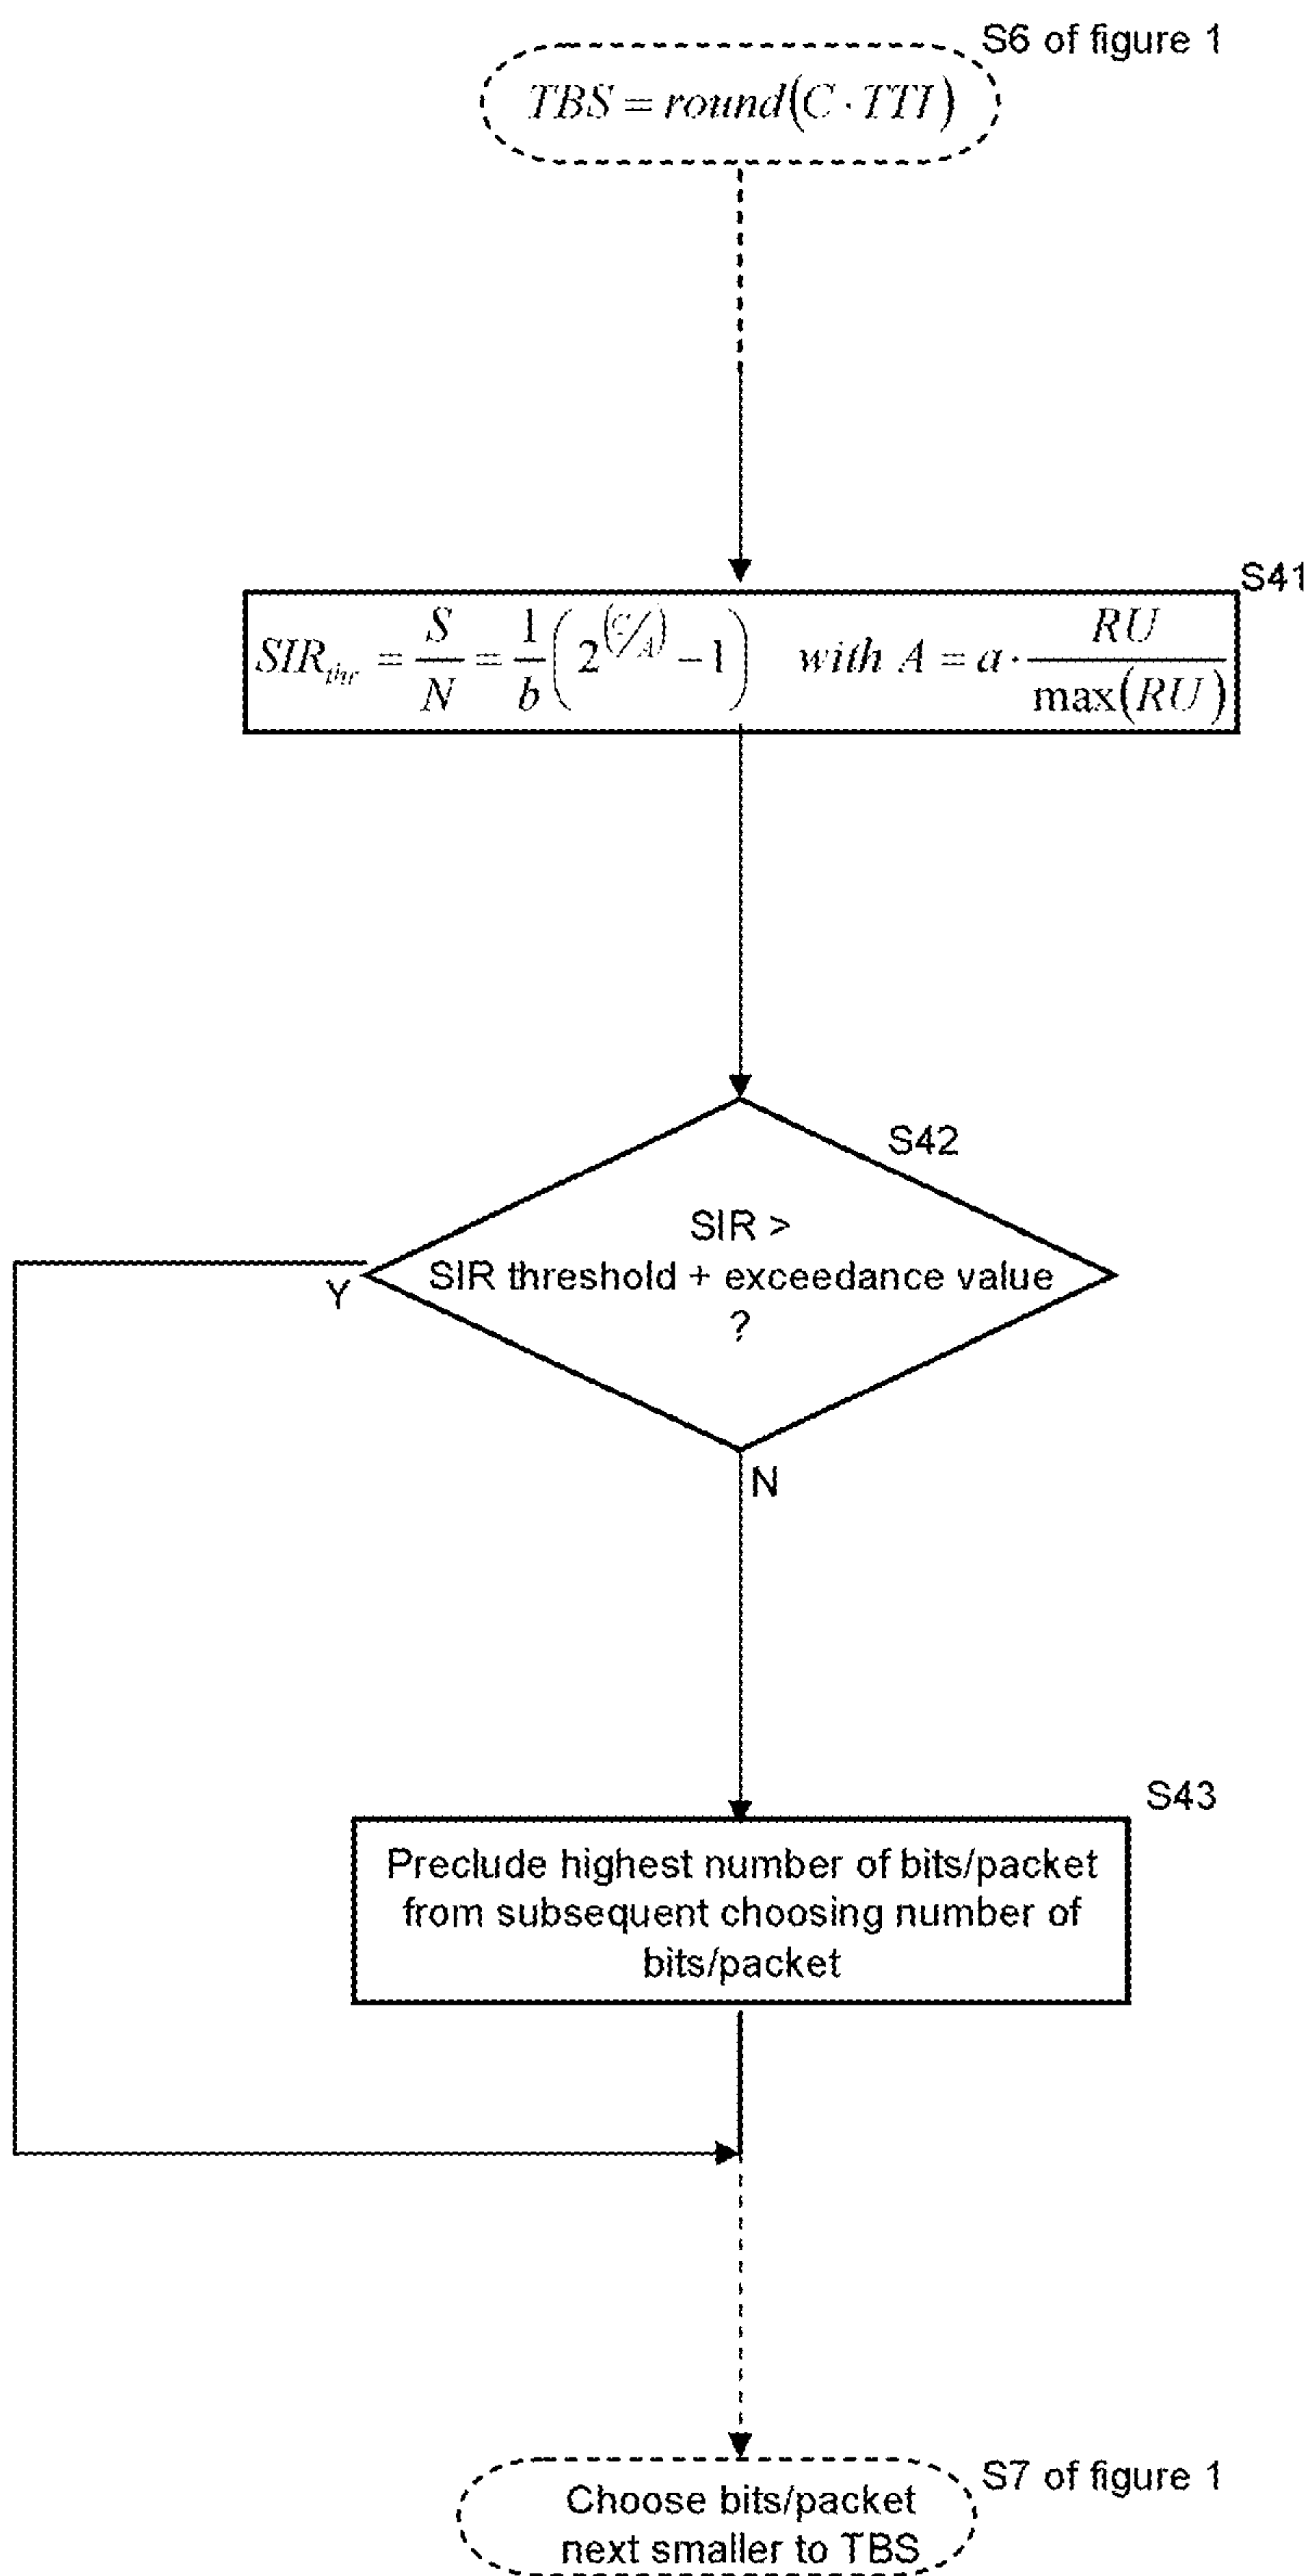 S6 of figure 1
TBS = round(C · TTI)
S41
SIR_thr = S/N = 1/b (2^(C/A) − 1) with A = a · RU/max(RU)
S42
SIR >
SIR threshold + exceedance value
?
Y
N
S43
Preclude highest number of bits/packet
from subsequent choosing number of
bits/packet
S7 of figure 1
Choose bits/packet
next smaller to TBS